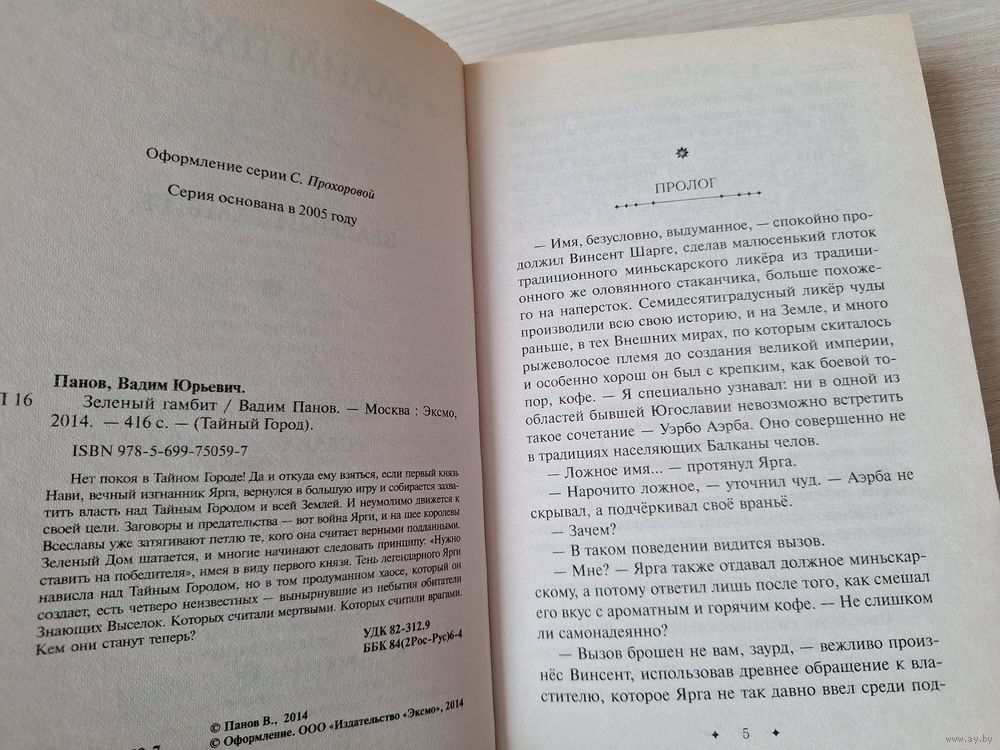 Оформление серии С. Прохоровой
Серия основана в 2005 году
Панов, Вадим Юрьевич.
П 16
Зеленый гамбит / Вадим Панов. — Москва : Эксмо,
2014. — 416 с. — (Тайный Город).
ISBN 978-5-699-75059-7
Нет покоя в Тайном Городе! Да и откуда ему взяться, если первый князь
Нави, вечный изгнанник Ярга, вернулся в большую игру и собирается захва-
тить власть над Тайным Городом и всей Землей. И неумолимо движется к
своей цели. Заговоры и предательства — вот война Ярги, и на шее королевы
Всеславы уже затягивают петлю те, кого она считает верными подданными.
Зеленый Дом шатается, и многие начинают следовать принципу: «Нужно
ставить на победителя», имея в виду первого князя. Тень легендарного Ярги
нависла над Тайным Городом, но в том продуманном хаосе, который он
создает, есть четверо неизвестных — вынырнувшие из небытия обитатели
Знающих Выселок. Которых считали мертвыми. Которых считали врагами.
Кем они станут теперь?
УДК 82-312.9
ББК 84(2Рос-Рус)6-4
© Панов В., 2014
© Оформление. ООО «Издательство «Эксмо», 2014
ПРОЛОГ
— Имя, безусловно, выдуманное, — спокойно про-
должил Винсент Шарге, сделав малюсенький глоток
традиционного миньскарского ликёра из традици-
онного же оловянного стаканчика, больше похоже-
го на наперсток. Семидесятиградусный ликёр чуды
производили всю свою историю, и на Земле, и много
раньше, в тех Внешних мирах, по которым скиталось
рыжеволосое племя до создания великой империи,
и особенно хорош он был с крепким, как боевой то-
пор, кофе. — Я специально узнавал: ни в одной из
областей бывшей Югославии невозможно встретить
такое сочетание — Уэрбо Аэрба. Оно совершенно не
в традициях населяющих Балканы челов.
— Ложное имя... — протянул Ярга.
— Нарочито ложное, — уточнил чуд. — Аэрба не
скрывал, а подчёркивал своё враньё.
— Зачем?
— В таком поведении видится вызов.
— Мне? — Ярга также отдавал должное миньскар-
скому, а потому ответил лишь после того, как смешал
его вкус с ароматным и горячим кофе. — Не слишком
ли самонадеянно?
— Вызов брошен не вам, заурд, — вежливо произ-
нёс Винсент, использовав древнее обращение к вла-
стителю, которое Ярга не так давно ввел среди под-
5
www.ay.by